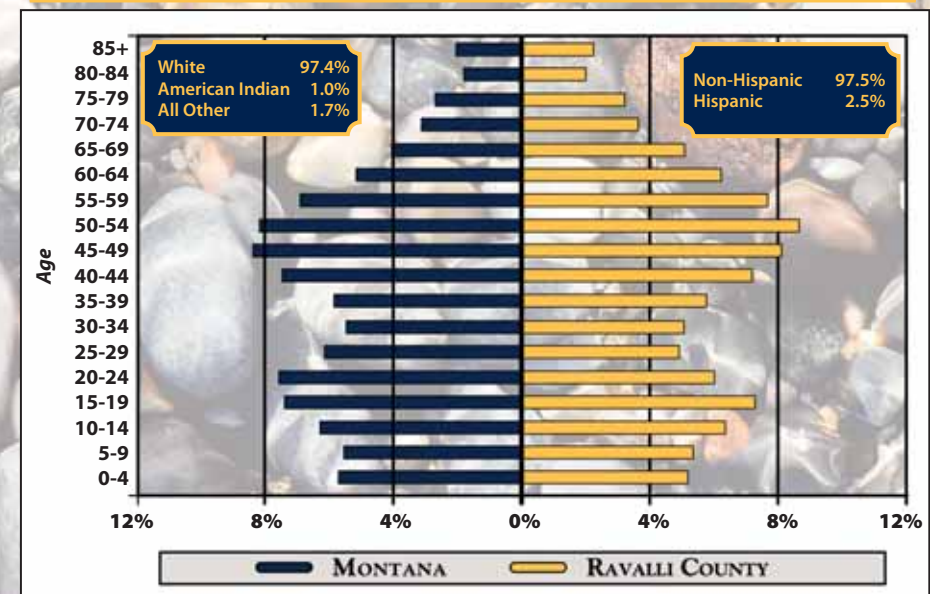 85+
80-84
75-79
70-74
65-69
60-64
55-59
50-54
45-49
40-44
35-39
30-34
25-29
20-24
15-19
10-14
5-9
0-4
Age
White 97.4%
American Indian 1.0%
All Other 1.7%
Non-Hispanic 97.5%
Hispanic 2.5%
12% 8% 4% 0% 4% 8% 12%
MONTANA RAVALLI COUNTY